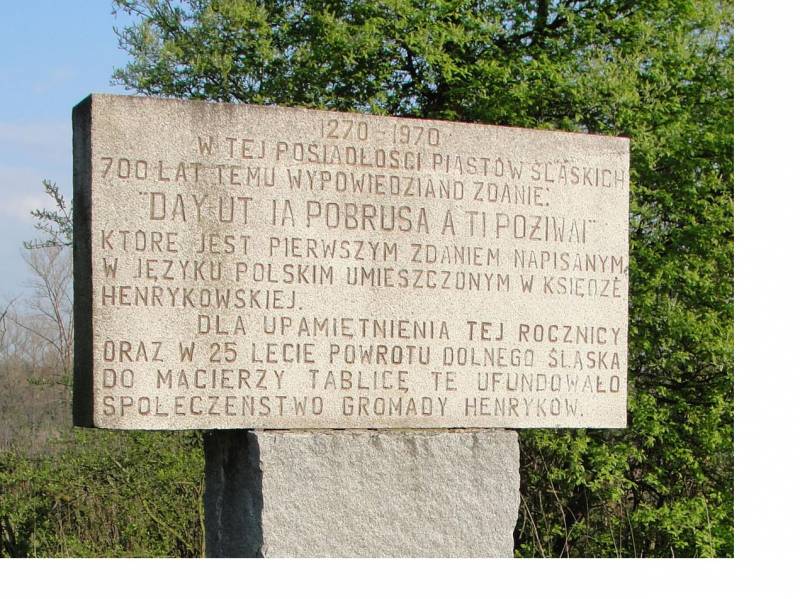 1270-1970
W TEJ POSIADŁOŚCI PIASTÓW ŚLĄSKICH
700 LAT TEMU WYPOWIEDZIANO ZDANIE:
"DAY UT IA POBRUSA A TI POZIWAI"
KTÓRE JEST PIERWSZYM ZDANIEM NAPISANYM
W JĘZYKU POLSKIM UMIESZCZONYM W KSIĘDZE
HENRYKOWSKIEJ.
DLA UPAMIĘTNIENIA TEJ ROCZNICY
ORAZ W 25 LECIE POWROTU DOLNEGO ŚLĄSKA
DO MACIERZY TABLICĘ TE UFUNDOWAŁO
SPOŁECZEŃSTWO GROMADY HENRYKÓW.